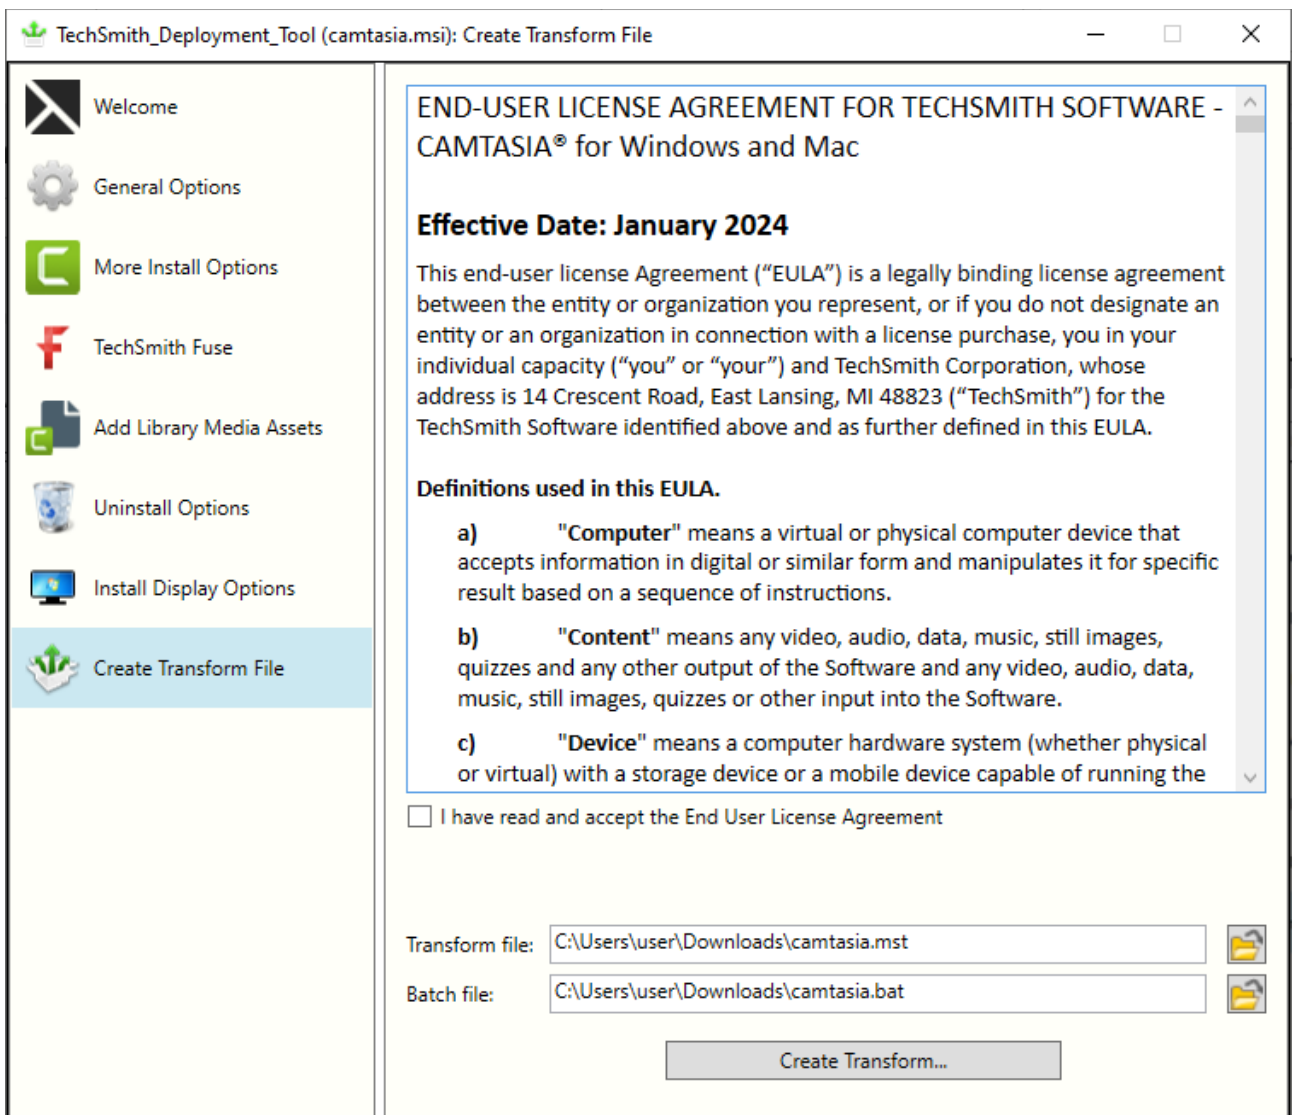 TechSmith_Deployment_Tool (camtasia.msi): Create Transform File
Welcome
General Options
More Install Options
TechSmith Fuse
Add Library Media Assets
Uninstall Options
Install Display Options
Create Transform File
END-USER LICENSE AGREEMENT FOR TECHSMITH SOFTWARE -
CAMTASIA® for Windows and Mac
Effective Date: January 2024
This end-user license Agreement (“EULA”) is a legally binding license agreement
between the entity or organization you represent, or if you do not designate an
entity or an organization in connection with a license purchase, you in your
individual capacity (“you” or “your”) and TechSmith Corporation, whose
address is 14 Crescent Road, East Lansing, MI 48823 (“TechSmith”) for the
TechSmith Software identified above and as further defined in this EULA.
Definitions used in this EULA.
a) "Computer" means a virtual or physical computer device that
accepts information in digital or similar form and manipulates it for specific
result based on a sequence of instructions.
b) "Content" means any video, audio, data, music, still images,
quizzes and any other output of the Software and any video, audio, data,
music, still images, quizzes or other input into the Software.
c) "Device" means a computer hardware system (whether physical
or virtual) with a storage device or a mobile device capable of running the
I have read and accept the End User License Agreement
Transform file: C:\Users\user\Downloads\camtasia.mst
Batch file: C:\Users\user\Downloads\camtasia.bat
Create Transform...